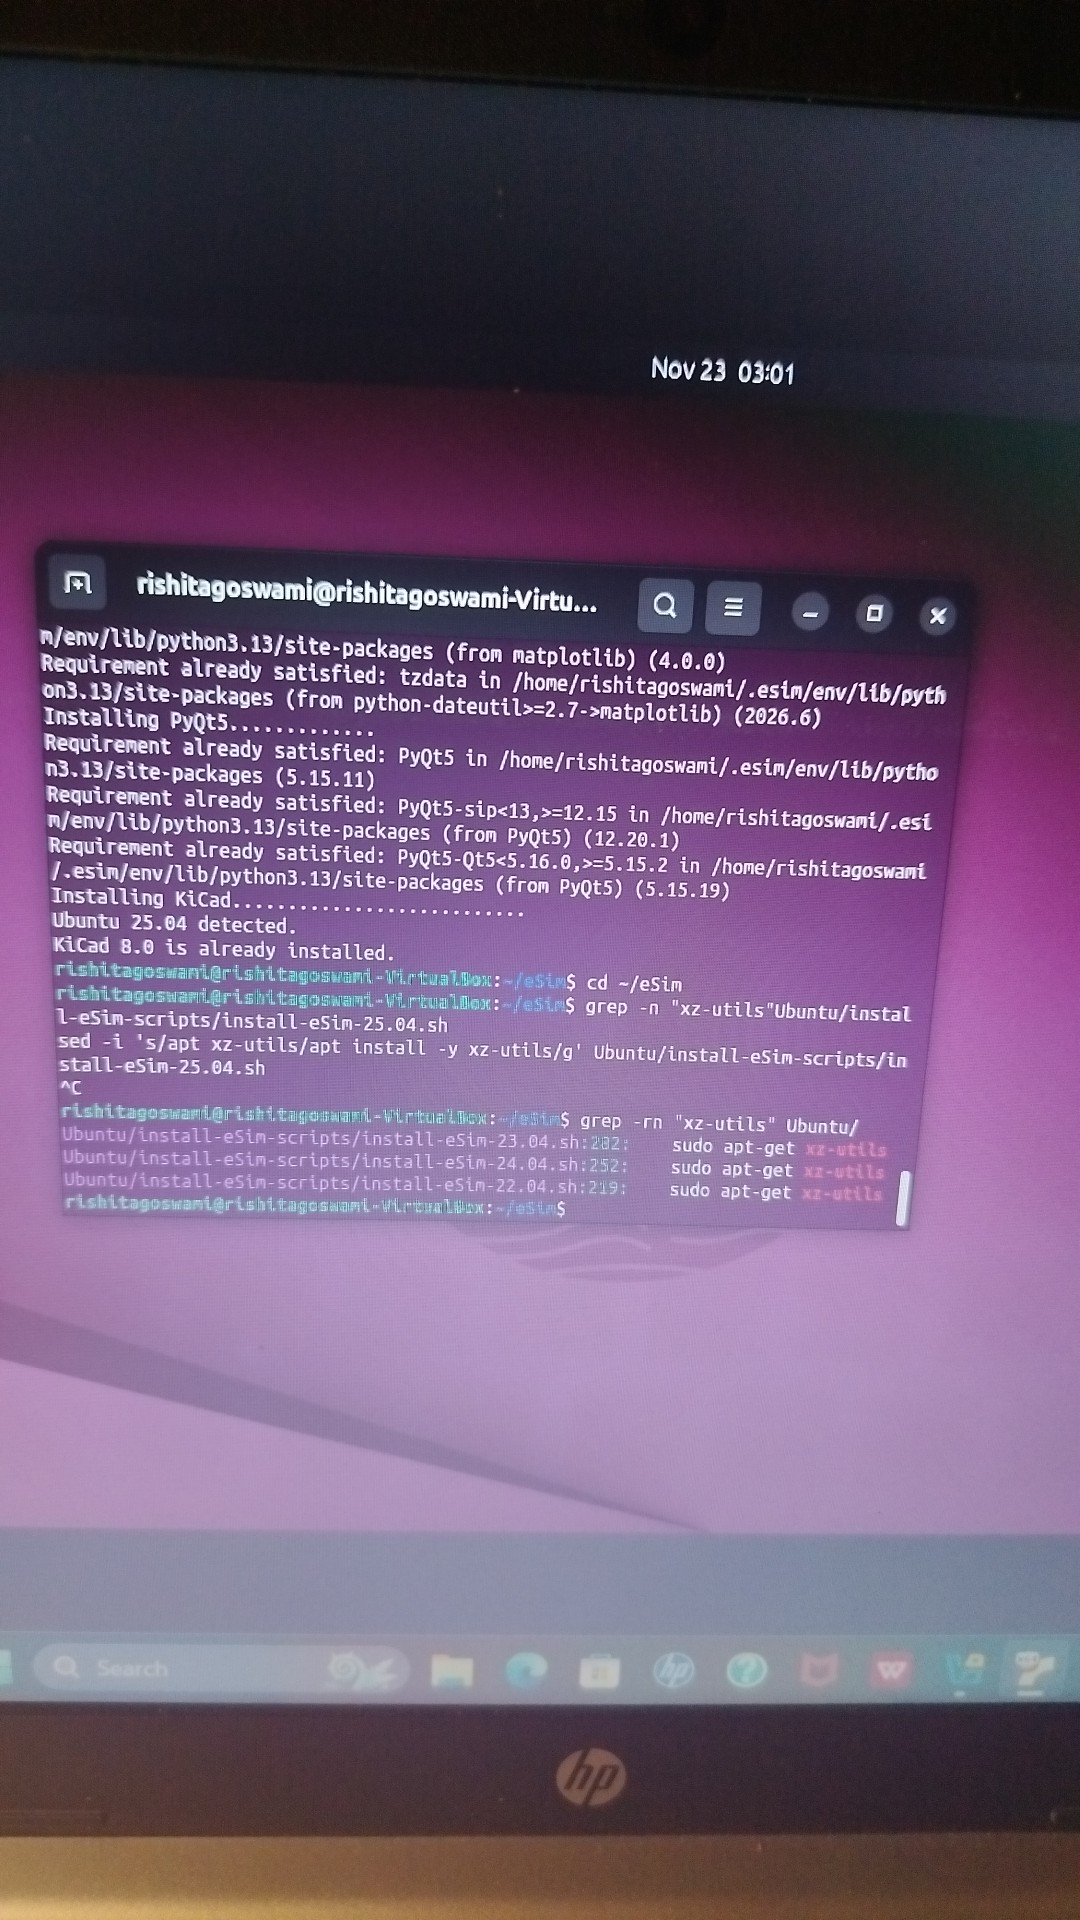 Nov 23 03:01
rishitagoswami@rishitagoswami-Virtu...
m/env/lib/python3.13/site-packages (from matplotlib) (4.0.0)
Requirement already satisfied: tzdata in /home/rishitagoswami/.esim/env/lib/pyth
on3.13/site-packages (from python-dateutil>=2.7->matplotlib) (2026.6)
Installing PyQt5.............
Requirement already satisfied: PyQt5 in /home/rishitagoswami/.esim/env/lib/pytho
n3.13/site-packages (5.15.11)
Requirement already satisfied: PyQt5-sip<13,>=12.15 in /home/rishitagoswami/.esi
m/env/lib/python3.13/site-packages (from PyQt5) (12.20.1)
Requirement already satisfied: PyQt5-Qt5<5.16.0,>=5.15.2 in /home/rishitagoswami
/.esim/env/lib/python3.13/site-packages (from PyQt5) (5.15.19)
Installing KiCad...........................
Ubuntu 25.04 detected.
KiCad 8.0 is already installed.
rishitagoswami@rishitagoswami-VirtualBox:~/eSim$ cd ~/eSim
rishitagoswami@rishitagoswami-VirtualBox:~/eSim$ grep -n "xz-utils"Ubuntu/instal
l-eSim-scripts/install-eSim-25.04.sh
sed -i 's/apt xz-utils/apt install -y xz-utils/g' Ubuntu/install-eSim-scripts/in
stall-eSim-25.04.sh
^C
rishitagoswami@rishitagoswami-VirtualBox:~/eSim$ grep -rn "xz-utils" Ubuntu/
Ubuntu/install-eSim-scripts/install-eSim-23.04.sh:282:    sudo apt-get xz-utils
Ubuntu/install-eSim-scripts/install-eSim-24.04.sh:252:    sudo apt-get xz-utils
Ubuntu/install-eSim-scripts/install-eSim-22.04.sh:219:    sudo apt-get xz-utils
rishitagoswami@rishitagoswami-VirtualBox:~/eSim$
Search
hp
hp